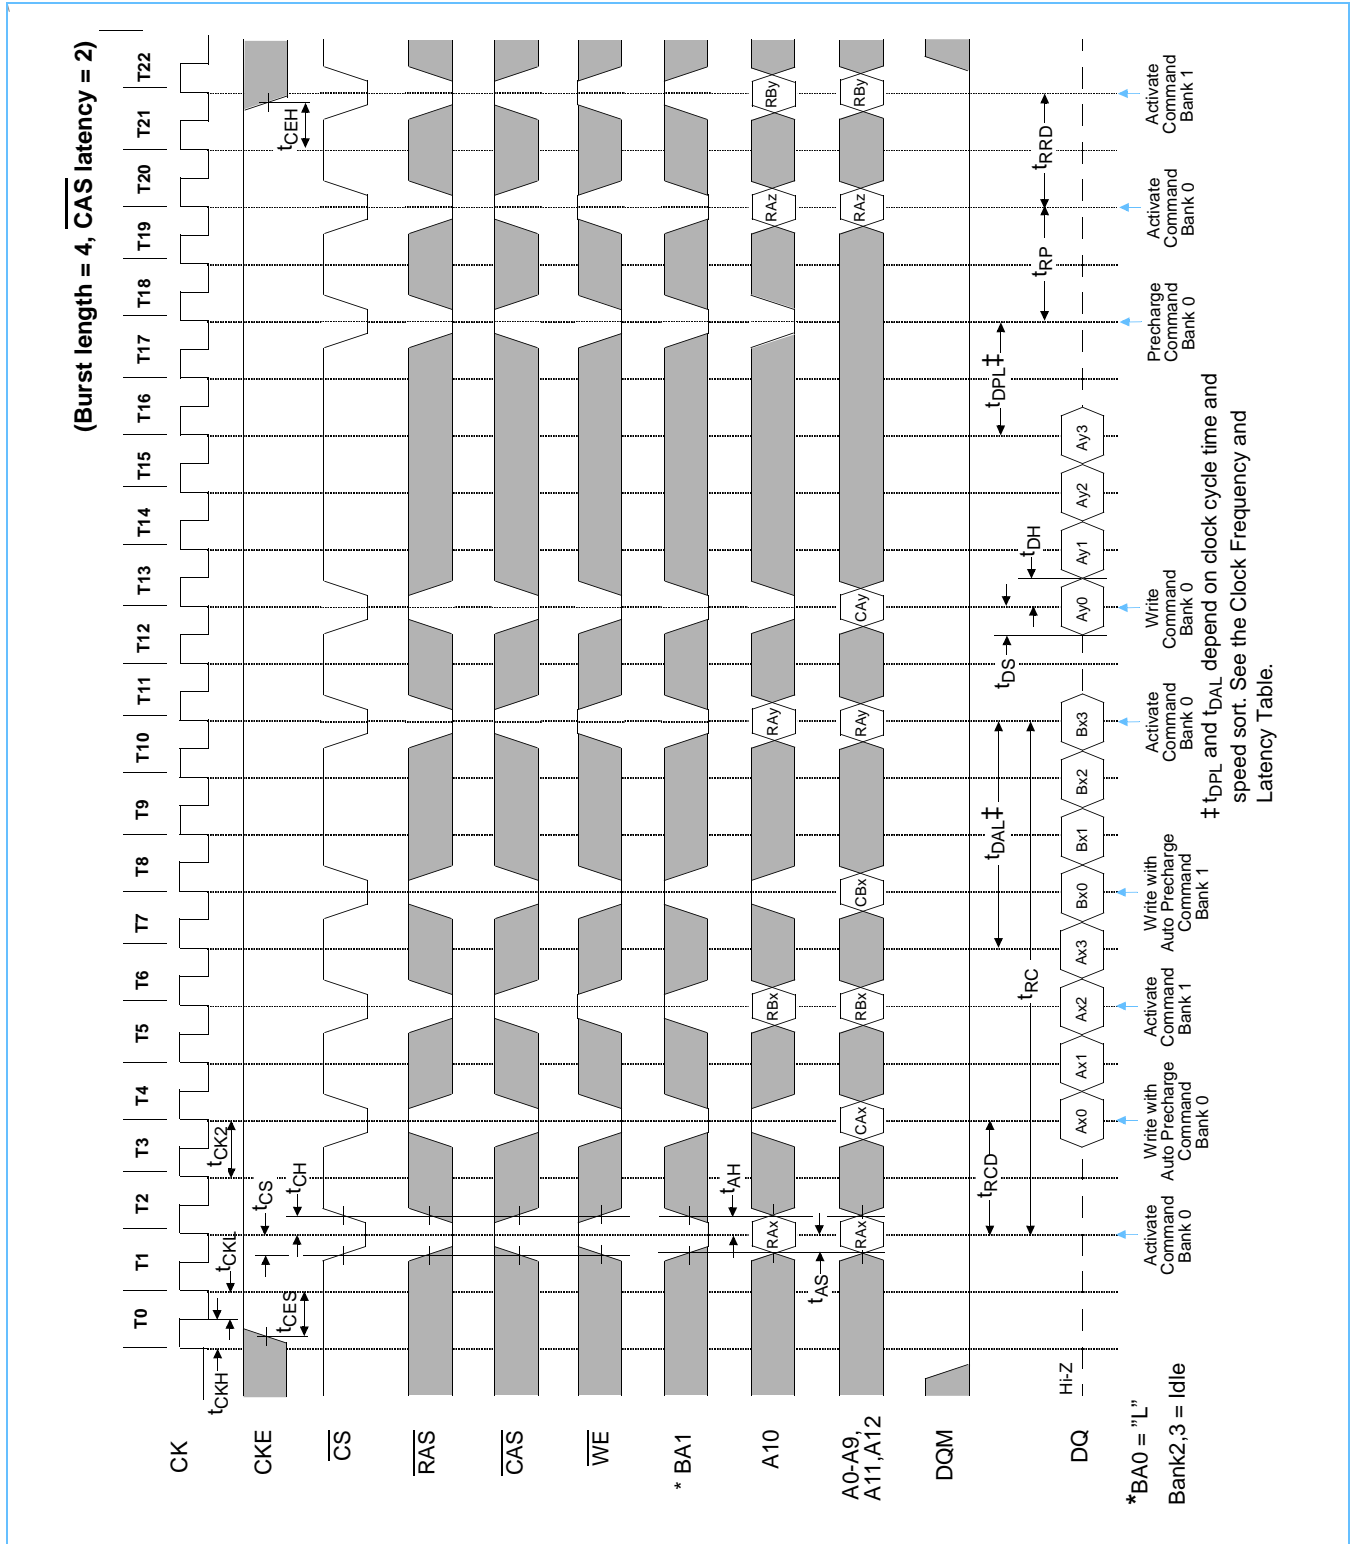 (Burst length = 4, CAS latency = 2)
T0 T1 T2 T3 T4 T5 T6 T7 T8 T9 T10 T11 T12 T13 T14 T15 T16 T17 T18 T19 T20 T21 T22
CK
tCKH
tCKL
tCK2
CKE
tCES
tCS
tCEH
CS
tCH
RAS
CAS
WE
* BA1
A10
tAH
RAx
RBx
RAy
RAz
RBy
A0-A9,
A11,A12
tAS
RAx
CAx
RBx
CBx
RAy
CAy
RAz
RBy
DQM
tRCD
tDAL‡
tDS
tDPL‡
tRC
tDH
tRP
tRRD
DQ
Hi-Z
Ax0
Ax1
Ax2
Ax3
Bx0
Bx1
Bx2
Bx3
Ay0
Ay1
Ay2
Ay3
Activate
Command
Bank 0
Write with
Auto Precharge
Command
Bank 0
Activate
Command
Bank 1
Write with
Auto Precharge
Command
Bank 1
Activate
Command
Bank 0
Write
Command
Bank 0
Precharge
Command
Bank 0
Activate
Command
Bank 0
Activate
Command
Bank 1
*BA0 = "L"
Bank2,3 = Idle
‡ tDPL and tDAL depend on clock cycle time and
speed sort. See the Clock Frequency and
Latency Table.